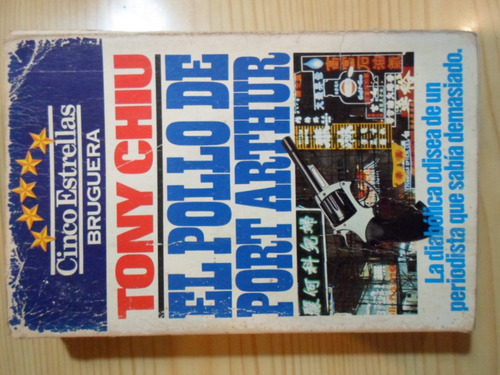 Cinco Estrellas
BRUGUERA
TONY CHIU
EL POLLO DE
PORT ARTHUR
La diabólica odisea de un
periodista que sabía demasiado.